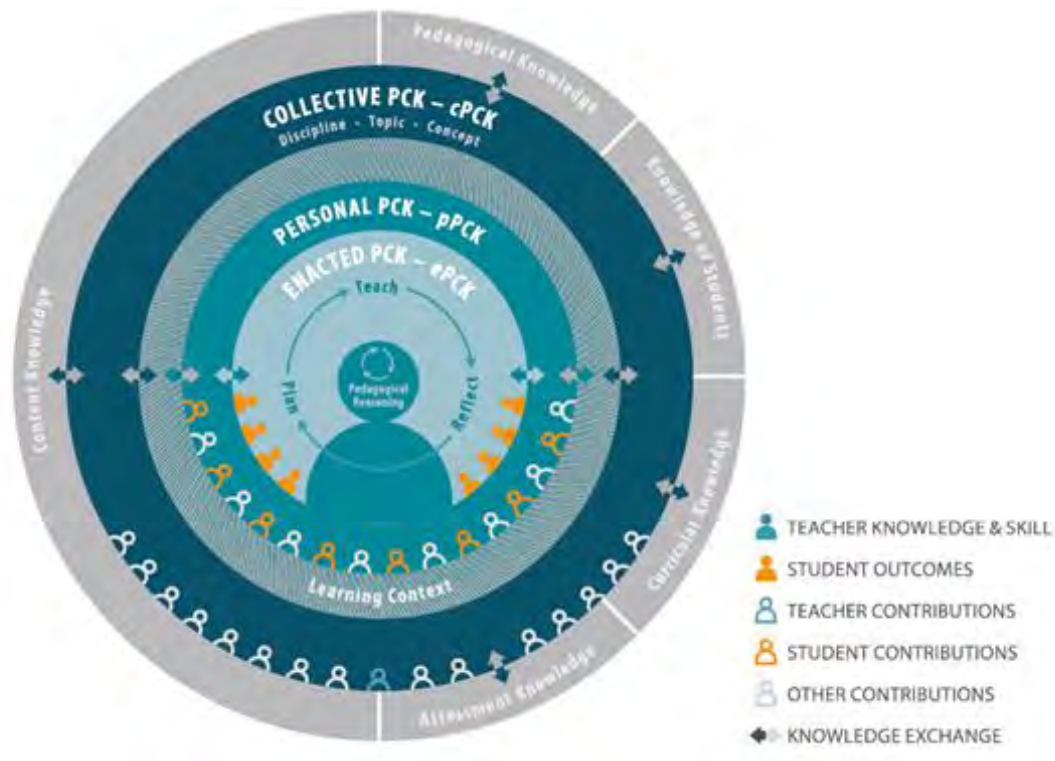 Pedagogical Knowledge
COLLECTIVE PCK – cPCK
Discipline - Topic - Concept
Knowledge of Students
PERSONAL PCK – pPCK
ENACTED PCK – ePCK
Teach
Content Knowledge
Plan
Pedagogical
Reasoning
Reflect
Curricular Knowledge
Learning Context
Assessment Knowledge
TEACHER KNOWLEDGE & SKILL
STUDENT OUTCOMES
TEACHER CONTRIBUTIONS
STUDENT CONTRIBUTIONS
OTHER CONTRIBUTIONS
KNOWLEDGE EXCHANGE